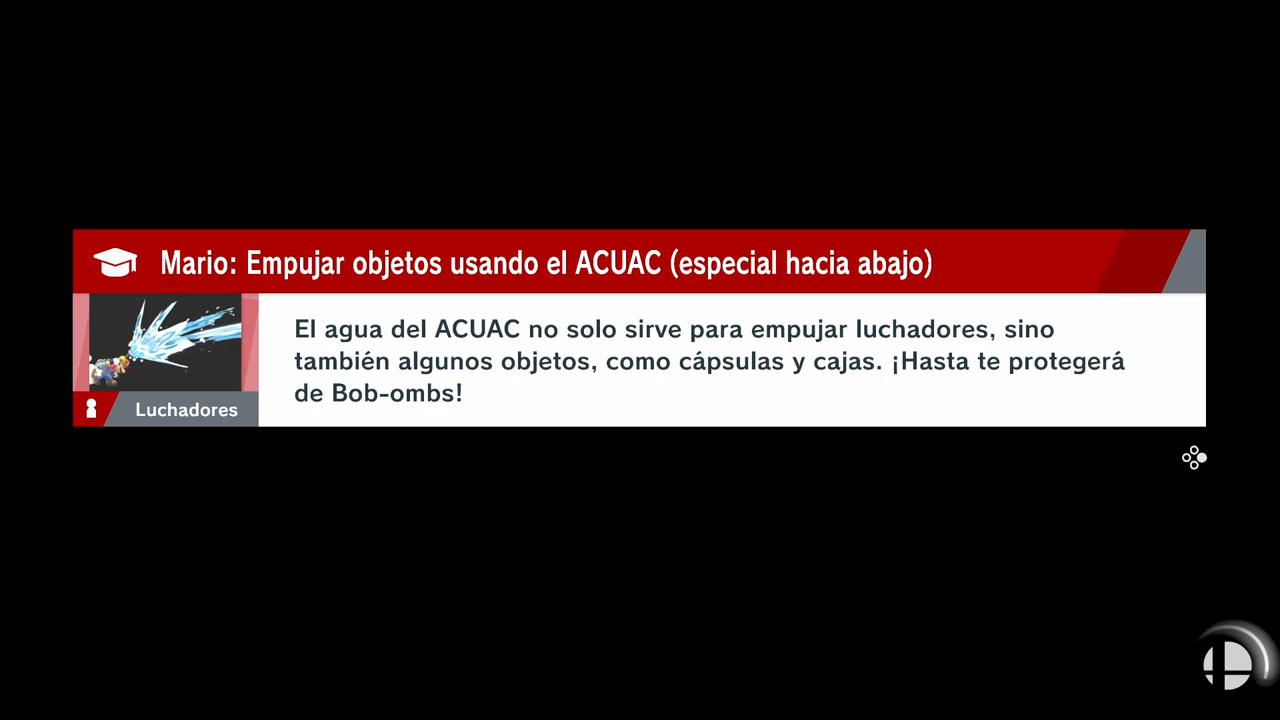 Mario: Empujar objetos usando el ACUAC (especial hacia abajo)
El agua del ACUAC no solo sirve para empujar luchadores, sino
también algunos objetos, como cápsulas y cajas. ¡Hasta te protegerá
de Bob-ombs!
Luchadores